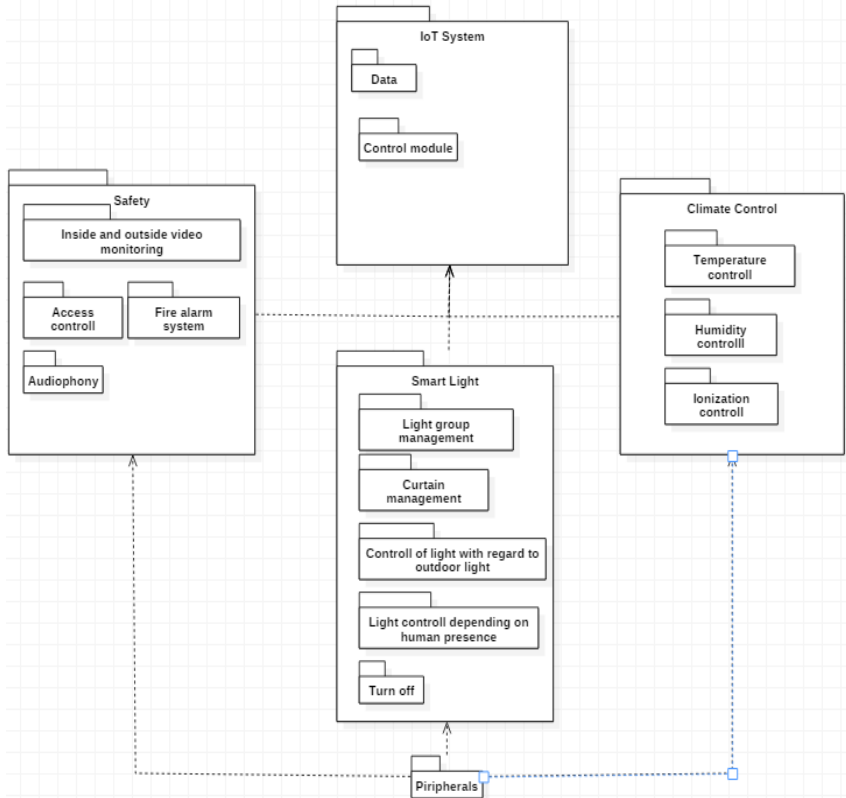 IoT System
Data
Control module
Safety
Inside and outside video
monitoring
Access
controll
Fire alarm
system
Audiophony
Climate Control
Temperature
controll
Humidity
controlll
Ionization
controll
Smart Light
Light group
management
Curtain
management
Controll of light with regard to
outdoor light
Light controll depending on
human presence
Turn off
Piripherals